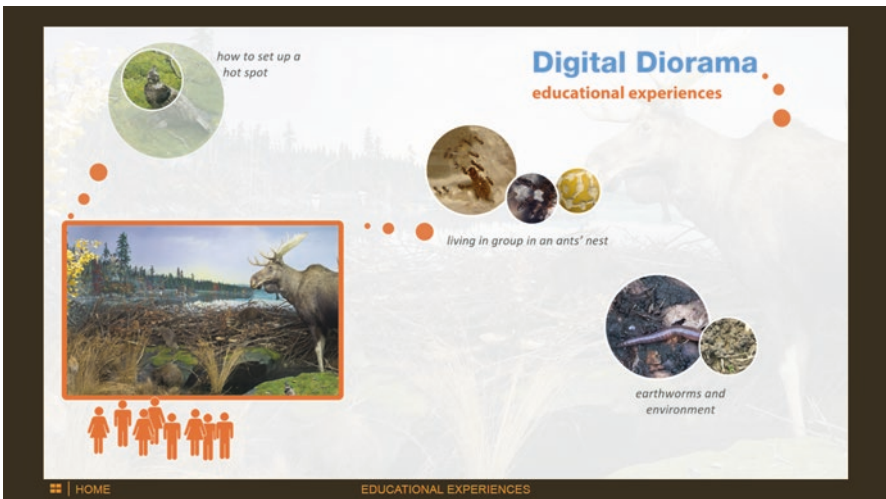 how to set up a
hot spot
Digital Diorama
educational experiences
living in group in an ants' nest
earthworms and
environment
HOME
EDUCATIONAL EXPERIENCES